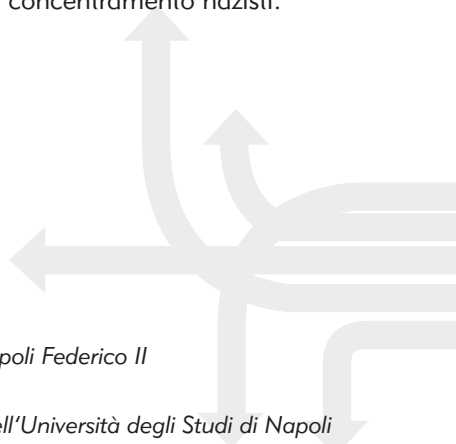 concentramento nazisti.
poli Federico II
ell'Università degli Studi di Napoli